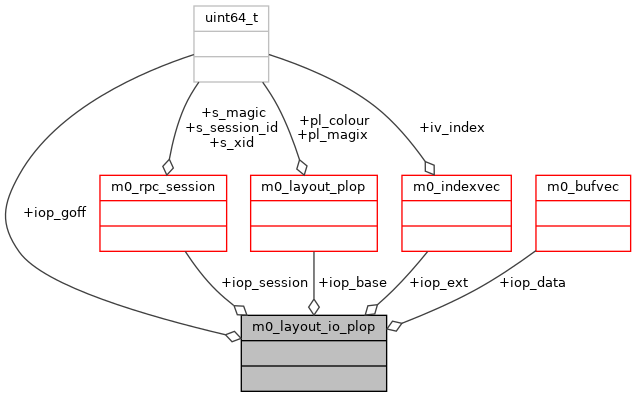 uint64_t
+s_magic
+s_session_id
+s_xid
+pl_colour
+pl_magix
+iv_index
m0_rpc_session
m0_layout_plop
m0_indexvec
m0_bufvec
+iop_goff
+iop_session
+iop_base
+iop_ext
+iop_data
m0_layout_io_plop